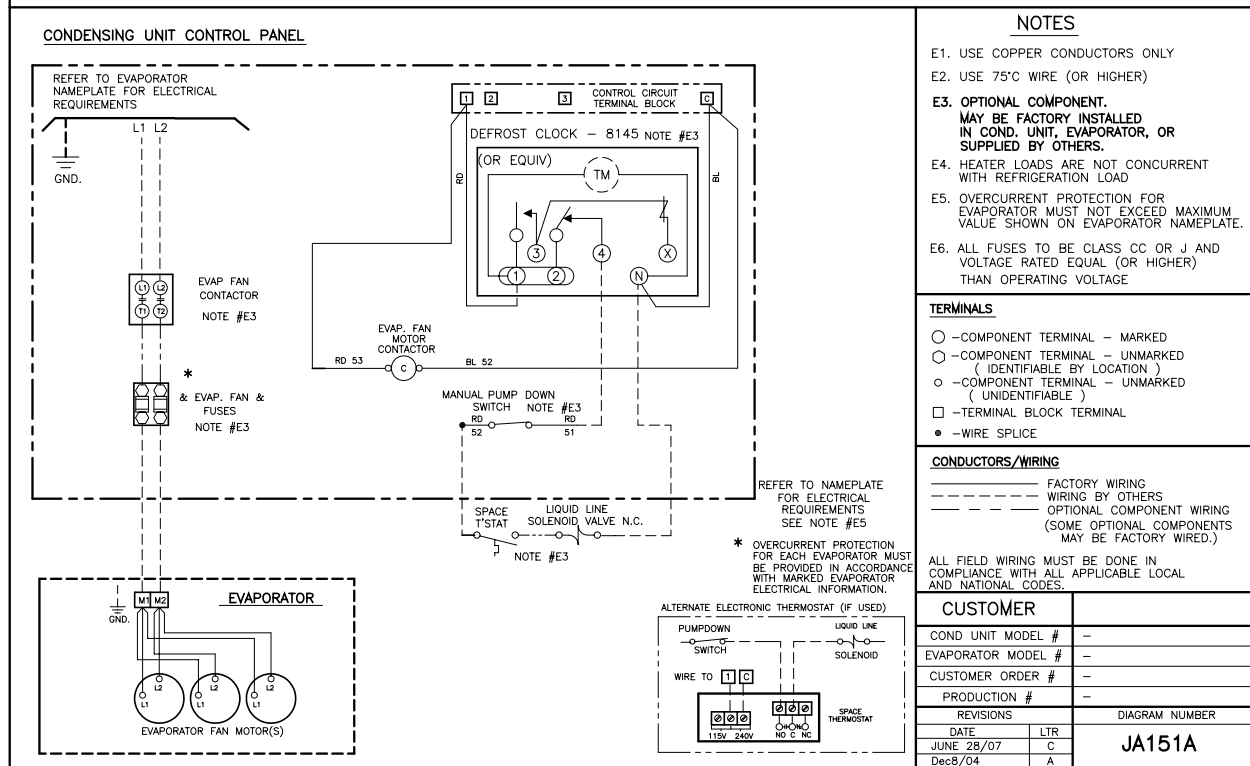 CONDENSING UNIT CONTROL PANEL
REFER TO EVAPORATOR
NAMEPLATE FOR ELECTRICAL
REQUIREMENTS
L1 L2
GND.
1 2 3 CONTROL CIRCUIT
TERMINAL BLOCK C
DEFROST CLOCK - 8145 NOTE #E3
(OR EQUIV)
TM
RD
BL
3 4 X
1 2 N
L1 L2
T1 T2
EVAP FAN
CONTACTOR
NOTE #E3
EVAP. FAN
MOTOR
CONTACTOR
RD 53 C BL 52
*
& EVAP. FAN &
FUSES
NOTE #E3
MANUAL PUMP DOWN
SWITCH NOTE #E3
RD RD
52 51
SPACE
T'STAT
LIQUID LINE
SOLENOID VALVE N.C.
NOTE #E3
REFER TO NAMEPLATE
FOR ELECTRICAL
REQUIREMENTS
SEE NOTE #E5
* OVERCURRENT PROTECTION
FOR EACH EVAPORATOR MUST
BE PROVIDED IN ACCORDANCE
WITH MARKED EVAPORATOR
ELECTRICAL INFORMATION.
EVAPORATOR
GND.
M1 M2
L2 L2 L2
L1 L1 L1
EVAPORATOR FAN MOTOR(S)
ALTERNATE ELECTRONIC THERMOSTAT (IF USED)
PUMPDOWN
SWITCH
LIQUID LINE
SOLENOID
WIRE TO 1 C
SPACE
THERMOSTAT
115V 240V NO C NC
NOTES
E1. USE COPPER CONDUCTORS ONLY
E2. USE 75°C WIRE (OR HIGHER)
E3. OPTIONAL COMPONENT.
MAY BE FACTORY INSTALLED
IN COND. UNIT, EVAPORATOR, OR
SUPPLIED BY OTHERS.
E4. HEATER LOADS ARE NOT CONCURRENT
WITH REFRIGERATION LOAD
E5. OVERCURRENT PROTECTION FOR
EVAPORATOR MUST NOT EXCEED MAXIMUM
VALUE SHOWN ON EVAPORATOR NAMEPLATE.
E6. ALL FUSES TO BE CLASS CC OR J AND
VOLTAGE RATED EQUAL (OR HIGHER)
THAN OPERATING VOLTAGE
TERMINALS
-COMPONENT TERMINAL - MARKED
-COMPONENT TERMINAL - UNMARKED
( IDENTIFIABLE BY LOCATION )
-COMPONENT TERMINAL - UNMARKED
( UNIDENTIFIABLE )
-TERMINAL BLOCK TERMINAL
-WIRE SPLICE
CONDUCTORS/WIRING
FACTORY WIRING
WIRING BY OTHERS
OPTIONAL COMPONENT WIRING
(SOME OPTIONAL COMPONENTS
MAY BE FACTORY WIRED.)
ALL FIELD WIRING MUST BE DONE IN
COMPLIANCE WITH ALL APPLICABLE LOCAL
AND NATIONAL CODES.
CUSTOMER
COND UNIT MODEL # -
EVAPORATOR MODEL # -
CUSTOMER ORDER # -
PRODUCTION # -
REVISIONS DIAGRAM NUMBER
DATE LTR
JUNE 28/07 C JA151A
Dec8/04 A